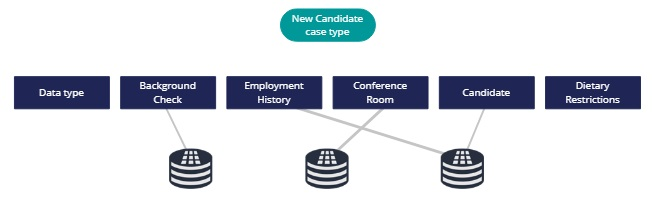 New Candidate
case type
Data type
Background
Check
Employment
History
Conference
Room
Candidate
Dietary
Restrictions